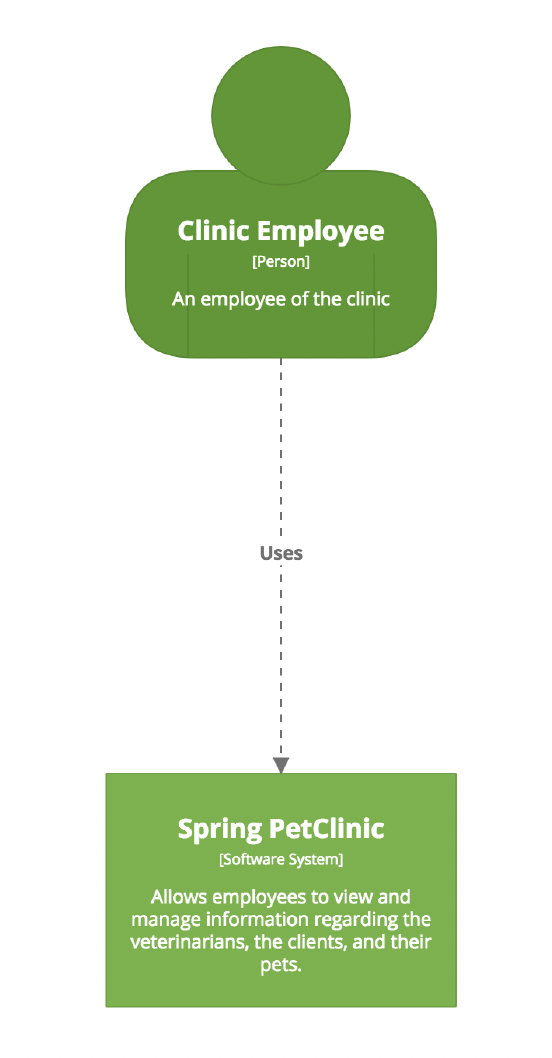 Clinic Employee
[Person]
An employee of the clinic
Uses
Spring PetClinic
[Software System]
Allows employees to view and
manage information regarding the
veterinarians, the clients, and their
pets.